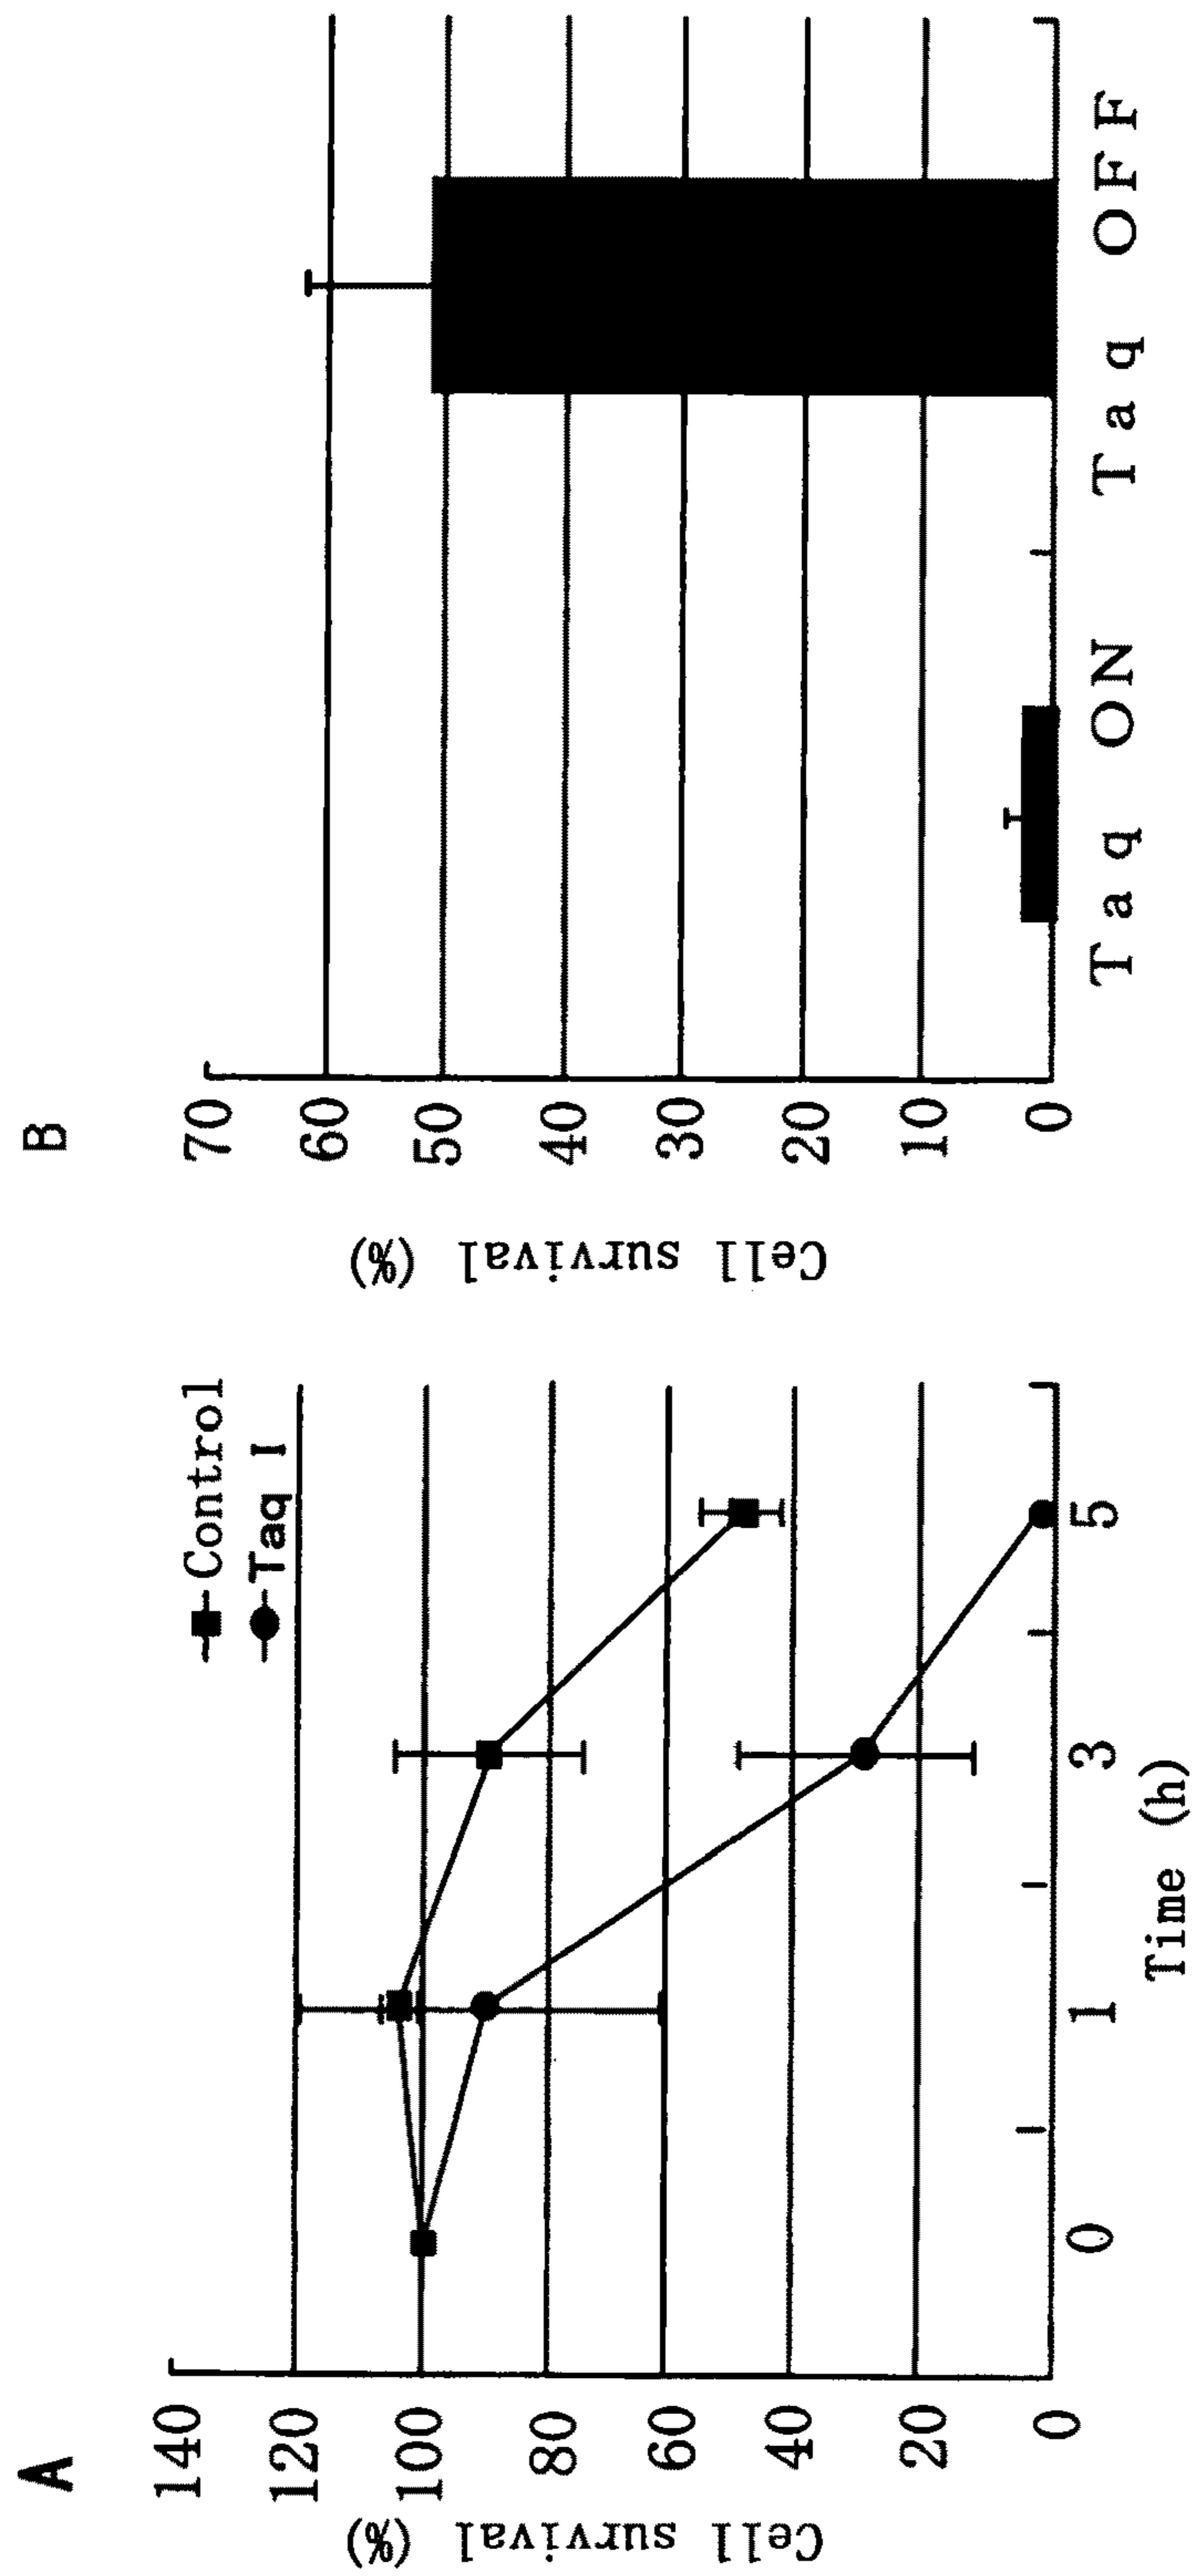 A
Cell survival (%)
140
120
100
80
60
40
20
0
0
1
3
5
Time (h)
Control
Taq I
B
Cell survival (%)
70
60
50
40
30
20
10
0
Taq ON
Taq OFF